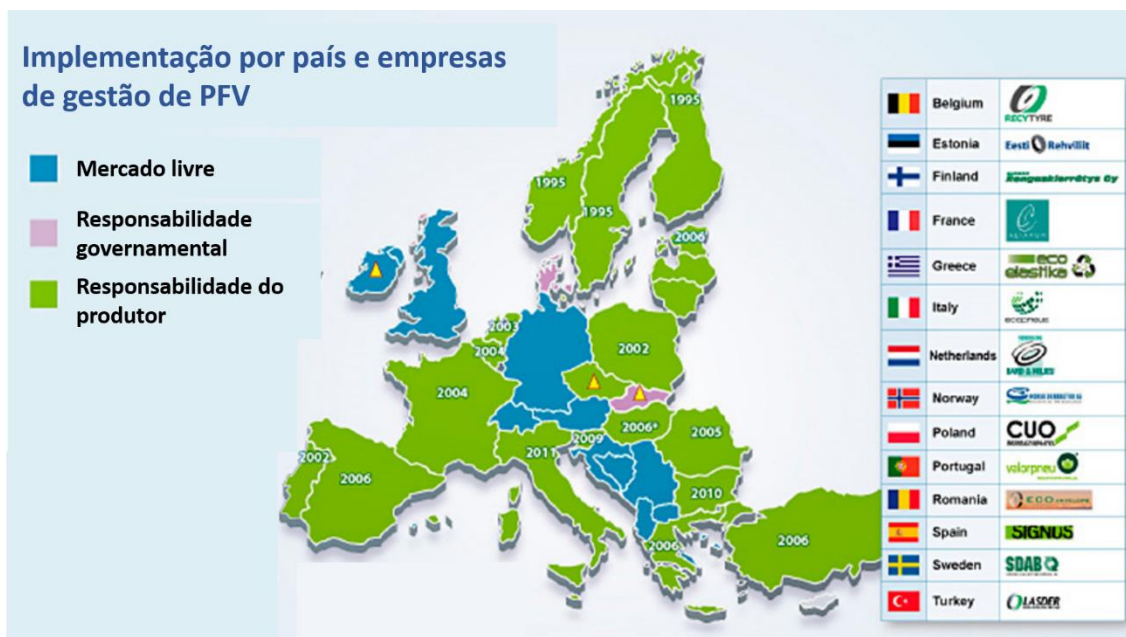 Implementação por país e empresas
de gestão de PFV
Mercado livre
Responsabilidade
governamental
Responsabilidade do
produtor
1995
1995
1995
2006
2003
2004
2002
2004
2006*
2005
2009
2011
2010
2002
2006
2006
2006
Belgium
RECYTYRE
Estonia
Eesti Rehviliit
Finland
France
Greece
eco
elastika
Italy
ecopneus
Netherlands
Norway
Poland
CUO
Portugal
valorpneu
Romania
ECO
Spain
SIGNUS
Sweden
SDAB
Turkey
LASDER